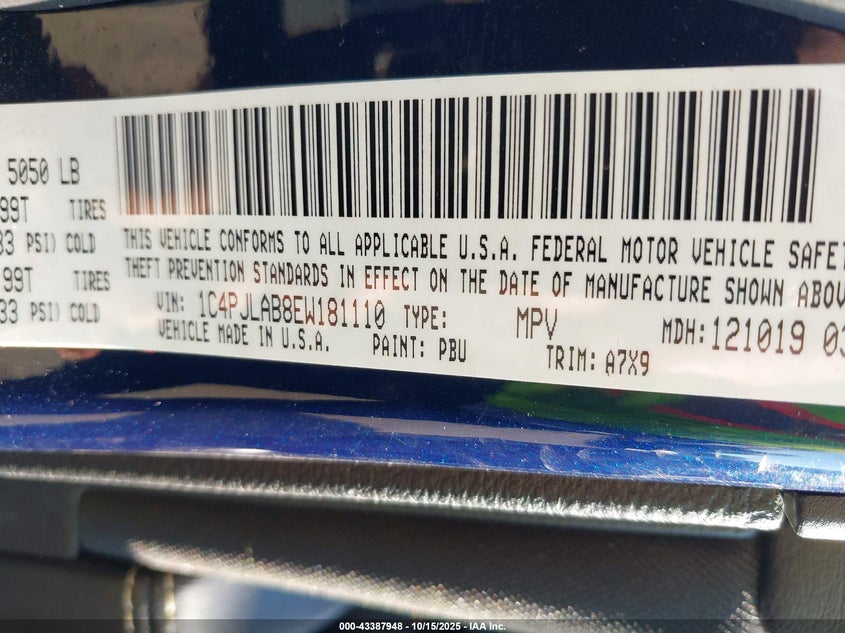 5050 LB
99T TIRES
33 PSI) COLD
99T TIRES
33 PSI) COLD
THIS VEHICLE CONFORMS TO ALL APPLICABLE U.S.A. FEDERAL MOTOR VEHICLE SAFET
THEFT PREVENTION STANDARDS IN EFFECT ON THE DATE OF MANUFACTURE SHOWN ABOV
VIN: 1C4PJLAB8EW181110 TYPE: MPV MDH:121019 03
VEHICLE MADE IN U.S.A. PAINT: PBU TRIM: A7X9
000-43387948 - 10/15/2025 - IAA Inc.